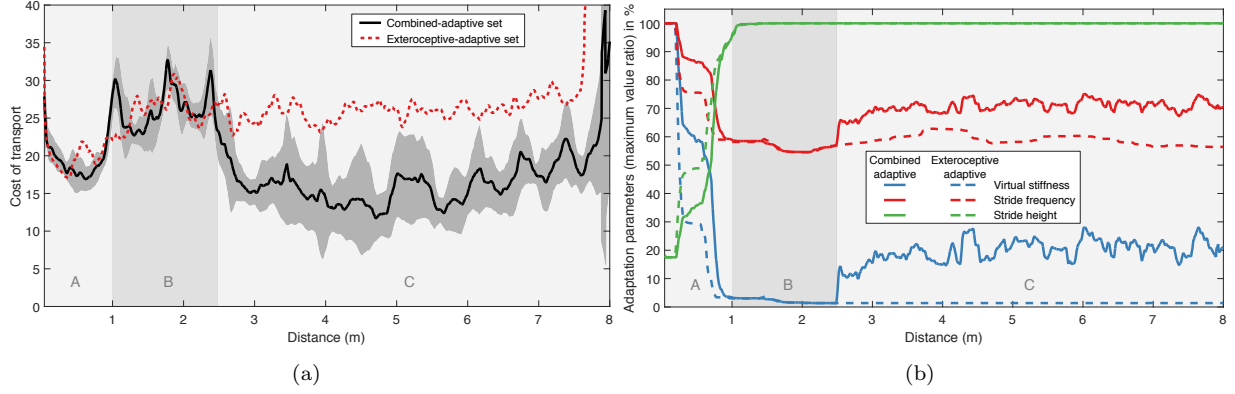 40
35
30
25
20
15
10
5
0
Cost of transport
Combined-adaptive set
Exteroceptive-adaptive set
A
B
C
1
2
3
4
5
6
7
8
Distance (m)
(a)
100
90
80
70
60
50
40
30
20
10
0
Adaptation parameters (maximum value ratio) in %
Combined adaptive
Exteroceptive adaptive
Virtual stiffness
Stride frequency
Stride height
A
B
C
1
2
3
4
5
6
7
8
Distance (m)
(b)